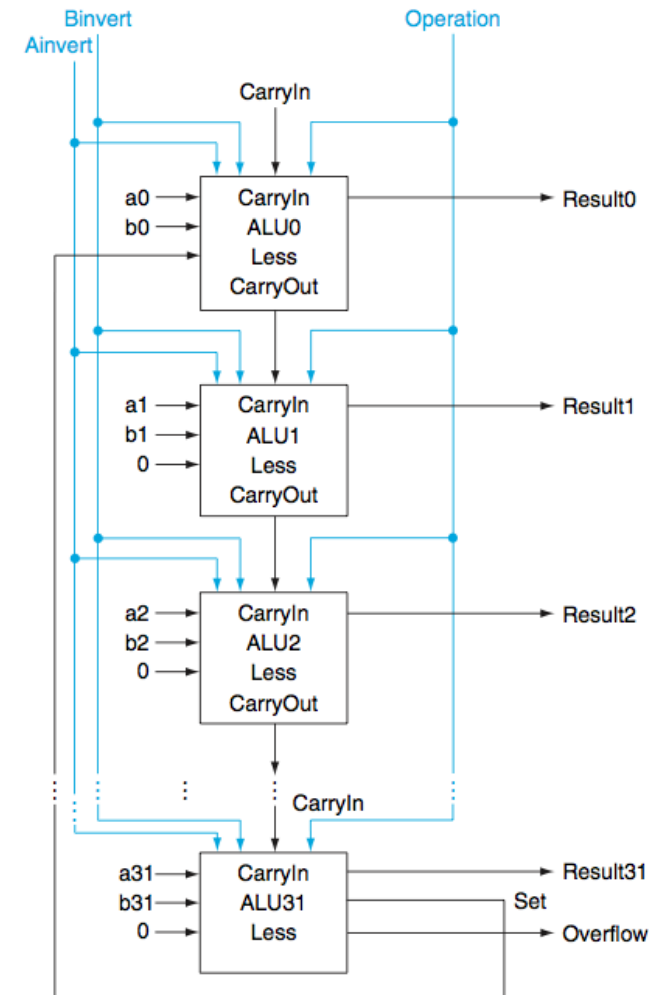 Binvert
Operation
Ainvert
CarryIn
a0
CarryIn
Result0
b0
ALU0
Less
CarryOut
a1
CarryIn
Result1
b1
ALU1
0
Less
CarryOut
a2
CarryIn
Result2
b2
ALU2
0
Less
CarryOut
CarryIn
a31
CarryIn
Result31
b31
ALU31
Set
0
Less
Overflow